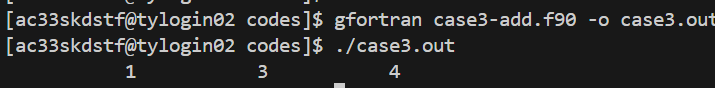 [ac33skdstf@tylogin02 codes]$ gfortran case3-add.f90 -o case3.out
[ac33skdstf@tylogin02 codes]$ ./case3.out
1 3 4